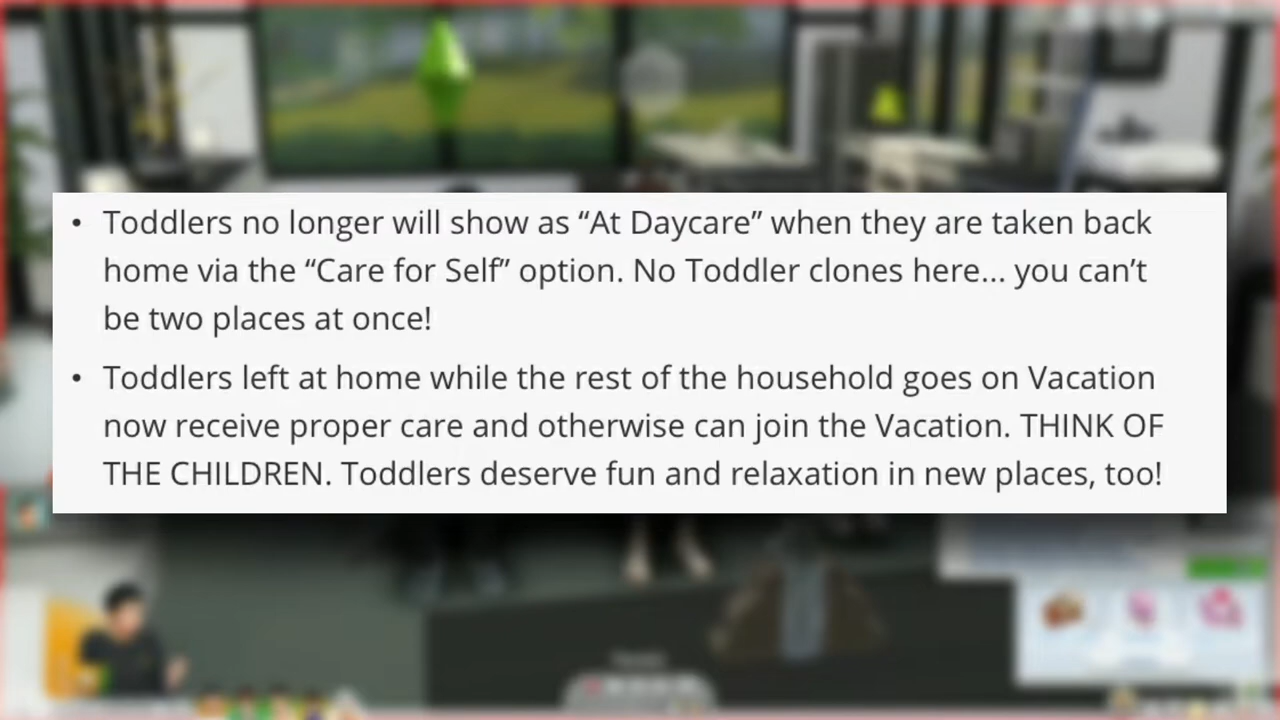 • Toddlers no longer will show as “At Daycare” when they are taken back
home via the “Care for Self” option. No Toddler clones here... you can’t
be two places at once!
• Toddlers left at home while the rest of the household goes on Vacation
now receive proper care and otherwise can join the Vacation. THINK OF
THE CHILDREN. Toddlers deserve fun and relaxation in new places, too!